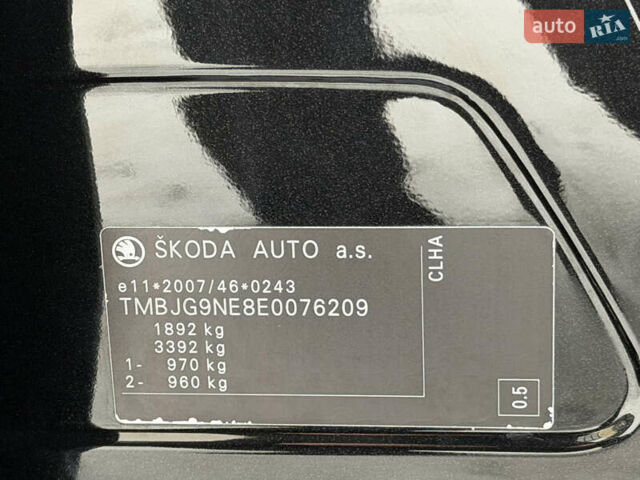 auto RIA .com
ŠKODA AUTO a.s.
CLHA
e11*2007/46*0243
TMBJG9NE8E0076209
1892 kg
3392 kg
1- 970 kg
2- 960 kg
0.5